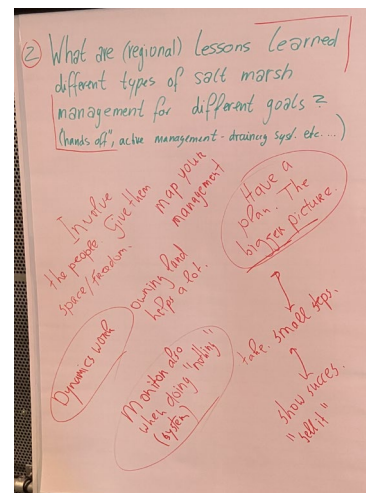 2 What are (regional) lessons learned
different types of salt marsh
management for different goals?
("hands off", active management - drainag syst. etc....)
Involve
the people. Give them
space/freedom.
map your
management
Have a
plan. The
bigger picture.
owning land
helps a lot.
Dynamics work
Monitor also
when doing "nothing"
(system)
take small steps.
show succes.
"sell it"